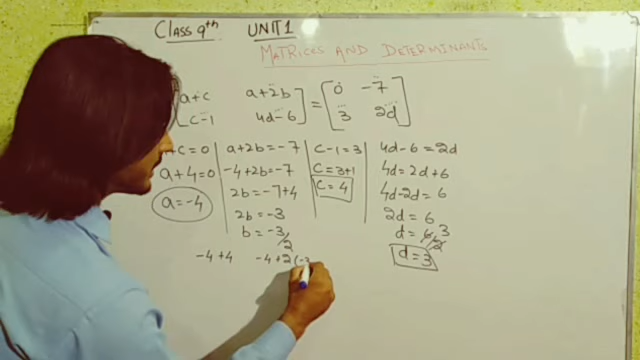 Class 9th UNIT 1
MATRICES AND DETERMINANTS
[a+c a+2b
c-1 4d-6] = [0 -7
3 2d]
+c=0 a+2b=-7 c-1=3 4d-6=2d
a+4=0 -4+2b=-7 c=3+1 4d=2d+6
a=-4 2b=-7+4 c=4 4d-2d=6
2b=-3 2d=6
b=-3/2 d=6/2 3
-4+4 -4+2(-3 d=3